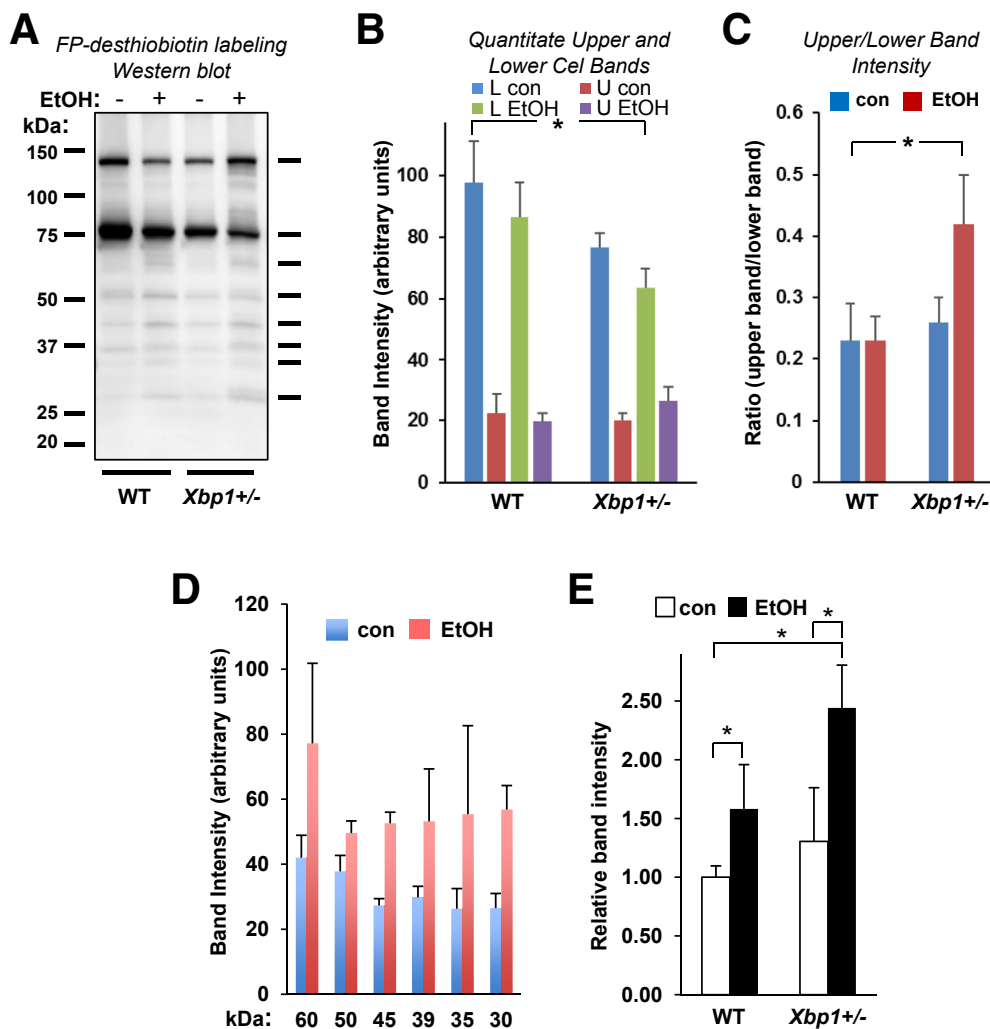 A
FP-desthiobiotin labeling
Western blot
EtOH: - + - +
kDa:
150
100
75
50
37
25
20
WT Xbp1+/-
B
Quantitate Upper and
Lower Cel Bands
L con U con
L EtOH U EtOH
*
Band Intensity (arbitrary units)
100
80
60
40
20
0
WT Xbp1+/-
C
Upper/Lower Band
Intensity
con EtOH
*
Ratio (upper band/lower band)
0.6
0.5
0.4
0.3
0.2
0.1
0
WT Xbp1+/-
D
con EtOH
Band Intensity (arbitrary units)
120
100
80
60
40
20
0
kDa: 60 50 45 39 35 30
E
con EtOH
*
*
*
Relative band intensity
2.50
2.00
1.50
1.00
0.50
0.00
WT Xbp1+/-